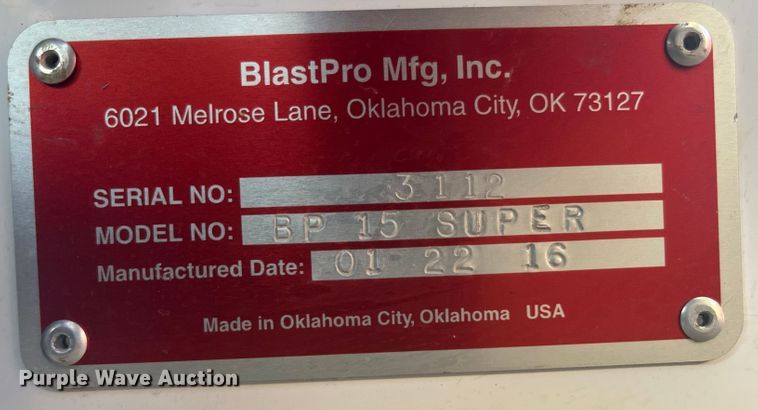 BlastPro Mfg, Inc.
6021 Melrose Lane, Oklahoma City, OK 73127
SERIAL NO: 3112
MODEL NO: BP 15 SUPER
Manufactured Date: 01 22 16
Made in Oklahoma City, Oklahoma USA
Purple Wave Auction